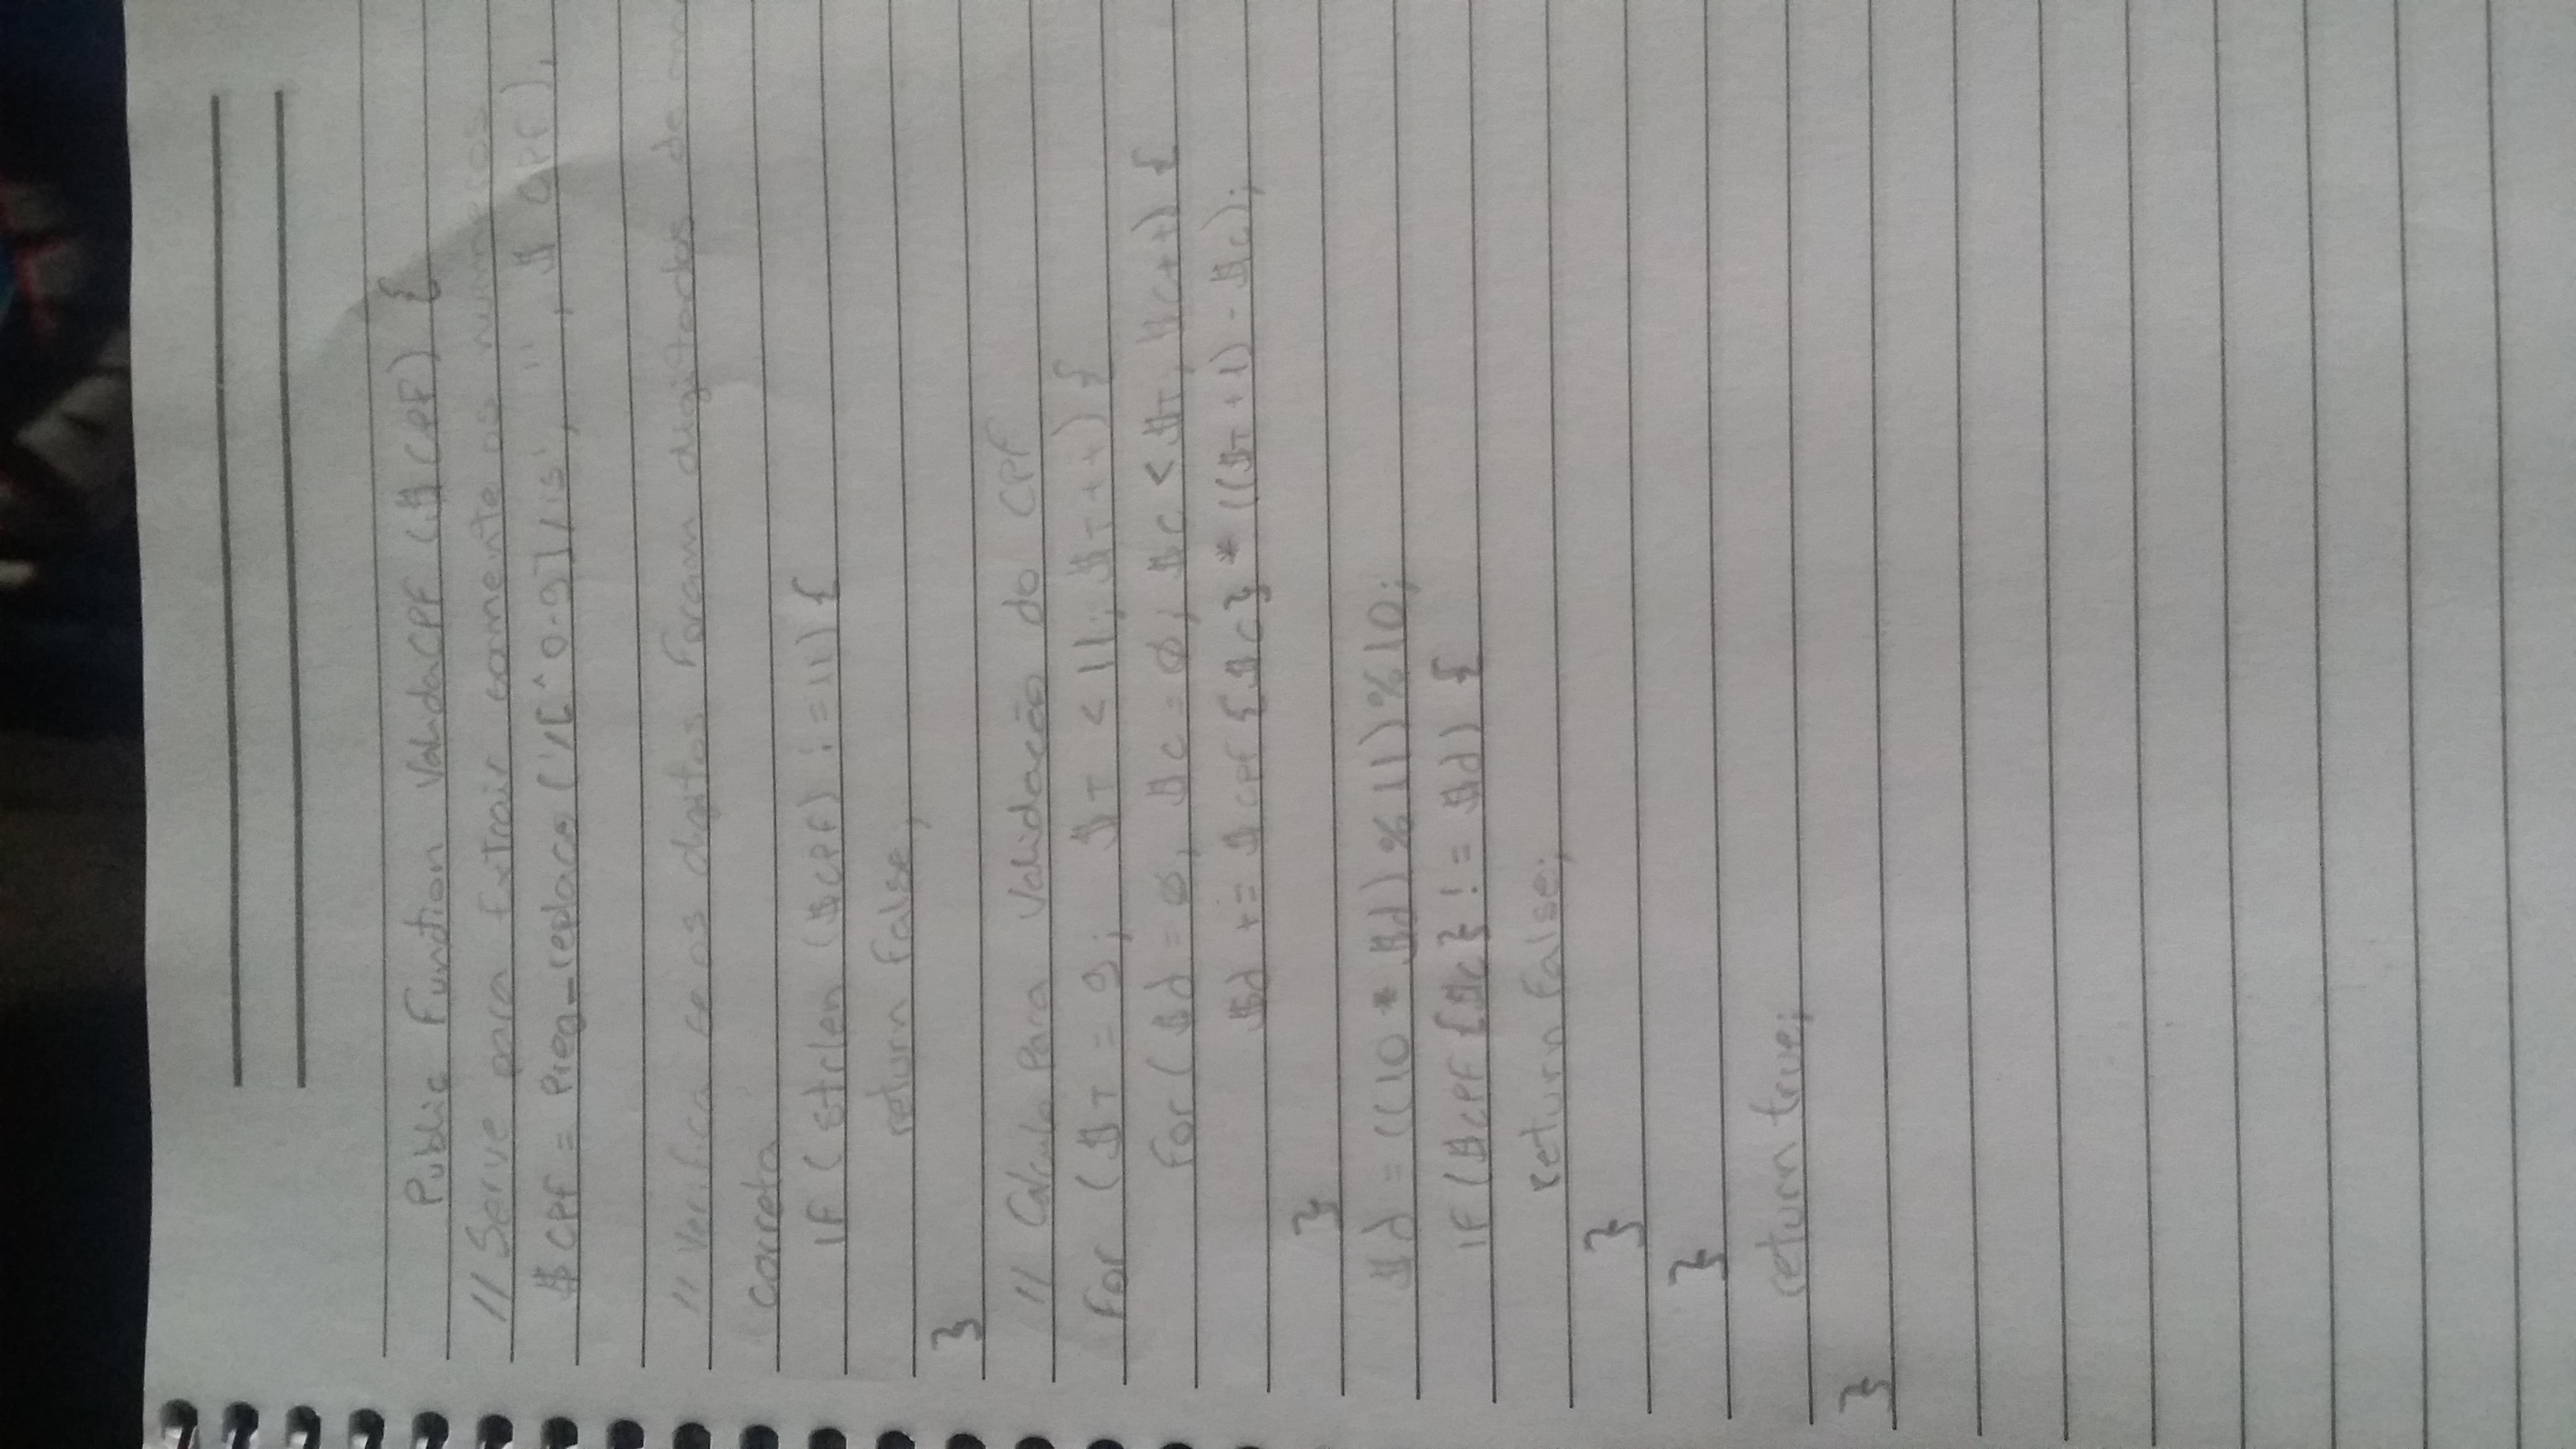 Public Function ValidaCPF ($CPF) {
// Serve para Extrair somente os numeros
$CPF = Preg_replace ('/[^0-9]/is', '', $CPF),
// Verifica se os digitos Foram digitados de
correta
IF (strlen ($CPF) != 11) {
return False;
}
// Calculo Para Validação do CPF
For ($T = 9; $T < 11; $T++) {
For ($d = 0, $c = 0; $c < $T; $c++) {
$d += $CPF {$c} * (($T + 1) - $c);
}
$d = ((10 * $d) % 11) % 10;
IF ($CPF {$c} != $d) {
return False;
}
}
return true;
}